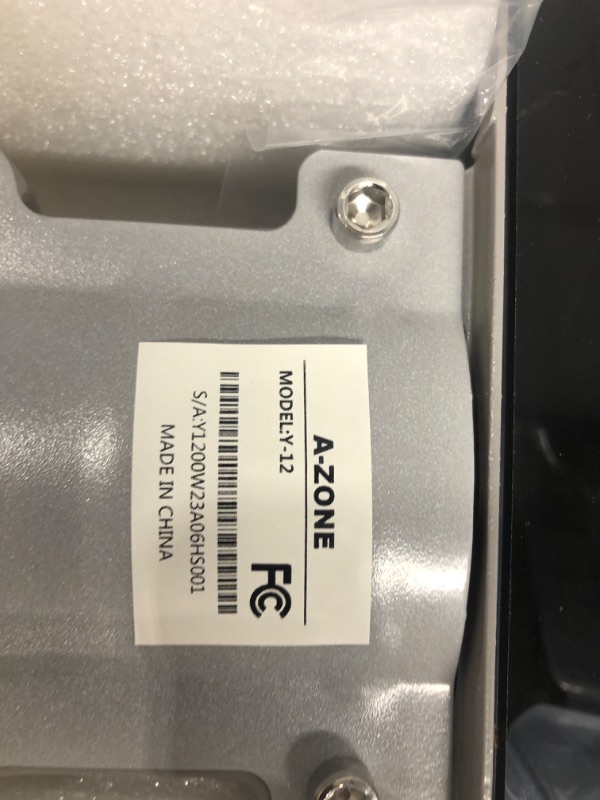 A-ZONE
MODEL:Y-12
FC
S/A:Y1200W23A06HS001
MADE IN CHINA